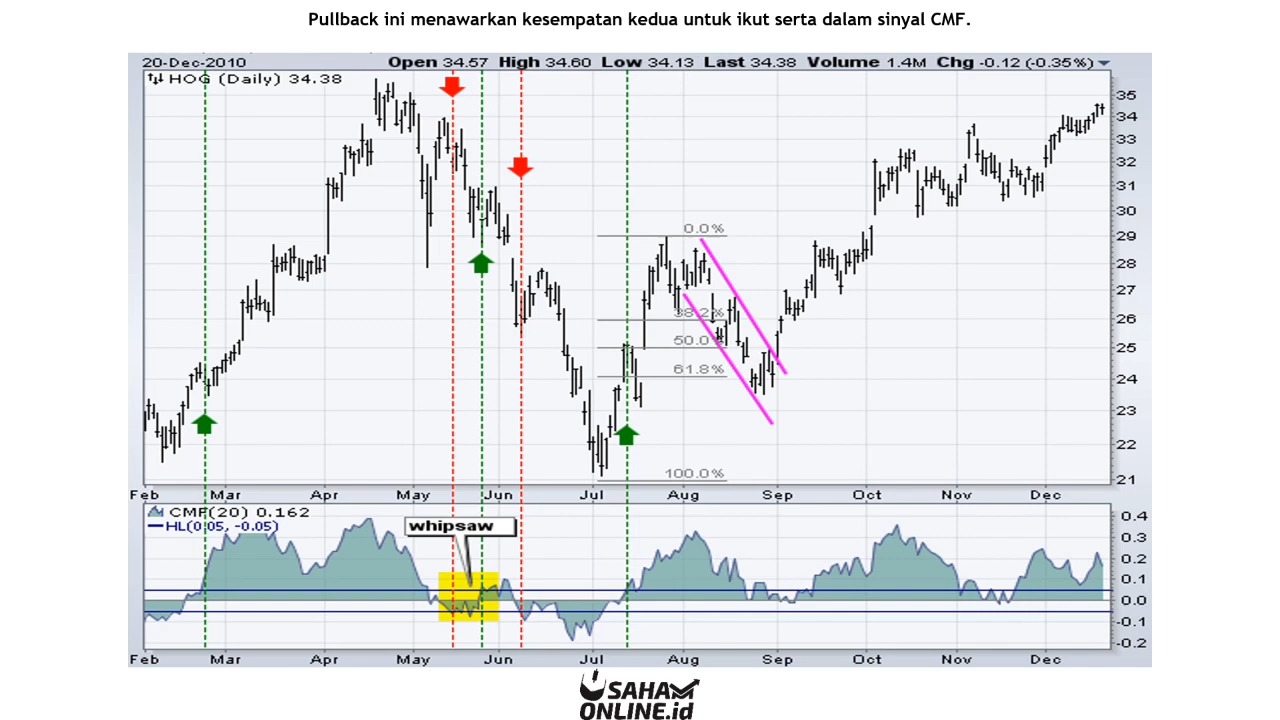 Pullback ini menawarkan kesempatan kedua untuk ikut serta dalam sinyal CMF.
20-Dec-2010 Open 34.57 High 34.60 Low 34.13 Last 34.38 Volume 1.4M Chg -0.12 (-0.35%)
HOG (Daily) 34.38
35
34
33
32
31
30
29
28
27
26
25
24
23
22
21
0.0%
38.2%
50.0%
61.8%
100.0%
Feb Mar Apr May Jun Jul Aug Sep Oct Nov Dec
CMF(20) 0.162
HL(0.05, -0.05)
whipsaw
0.4
0.3
0.2
0.1
0.0
-0.1
-0.2
Feb Mar Apr May Jun Jul Aug Sep Oct Nov Dec
SAHAM
ONLINE.id